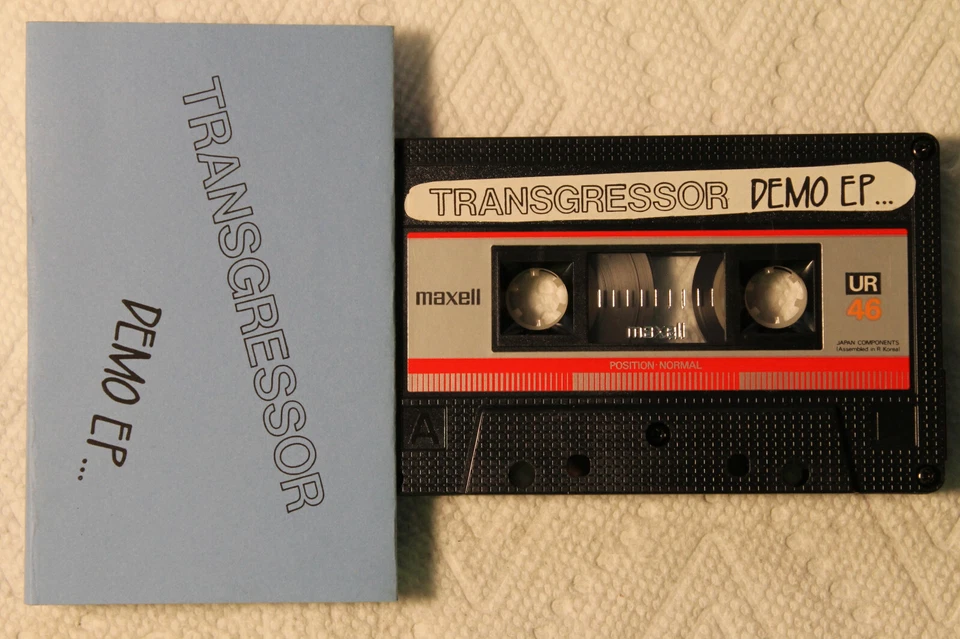 TRANSGRESSOR
DEMO EP...
TRANSGRESSOR DEMO EP...
maxell
maxell
UR
46
JAPAN COMPONENTS
(Assembled in R.Korea)
POSITION·NORMAL
A